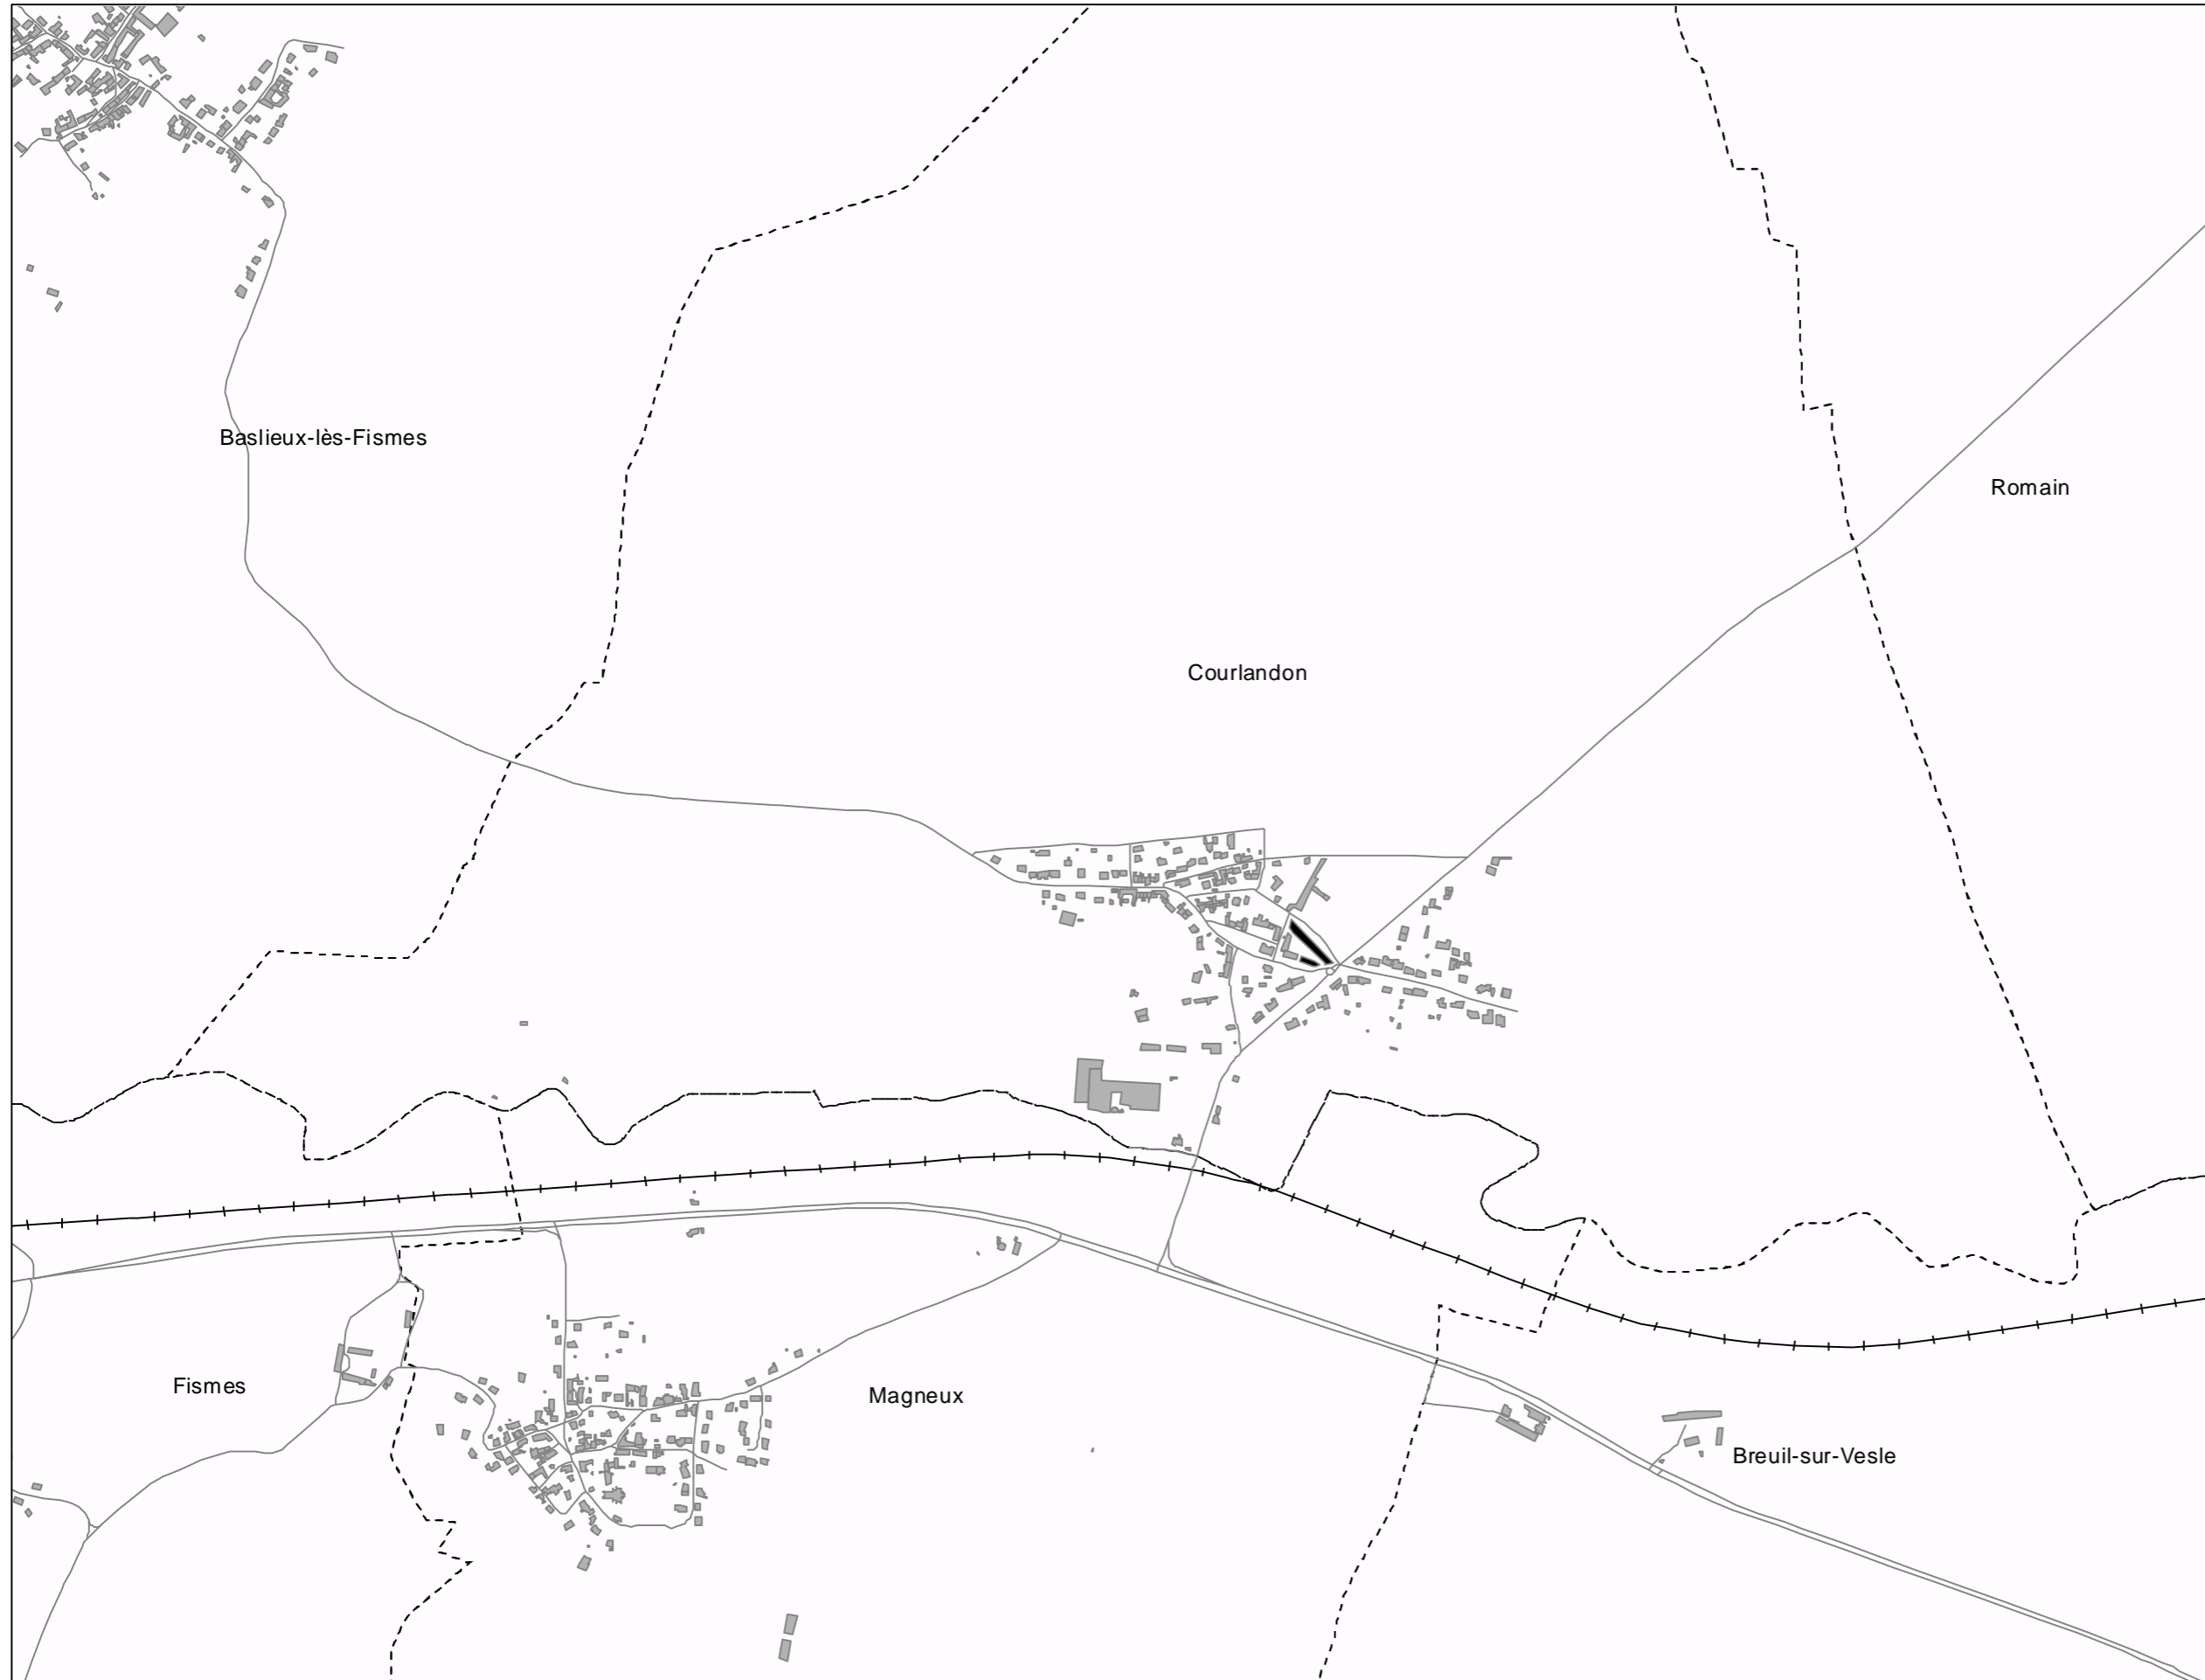 Baslieux-lès-Fismes
Romain
Courlandon
Fismes
Magneux
Breuil-sur-Vesle